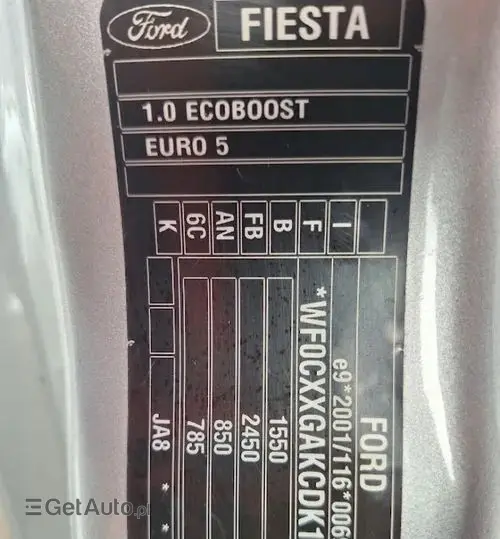 Ford
FIESTA
1.0 ECOBOOST
EURO 5
K
6C
AN
FB
B
F
I
FORD
e9*2001/116*006
*WF0CXXGAKCDK1
1550
2450
850
785
JA8 * *
GetAuto.pl